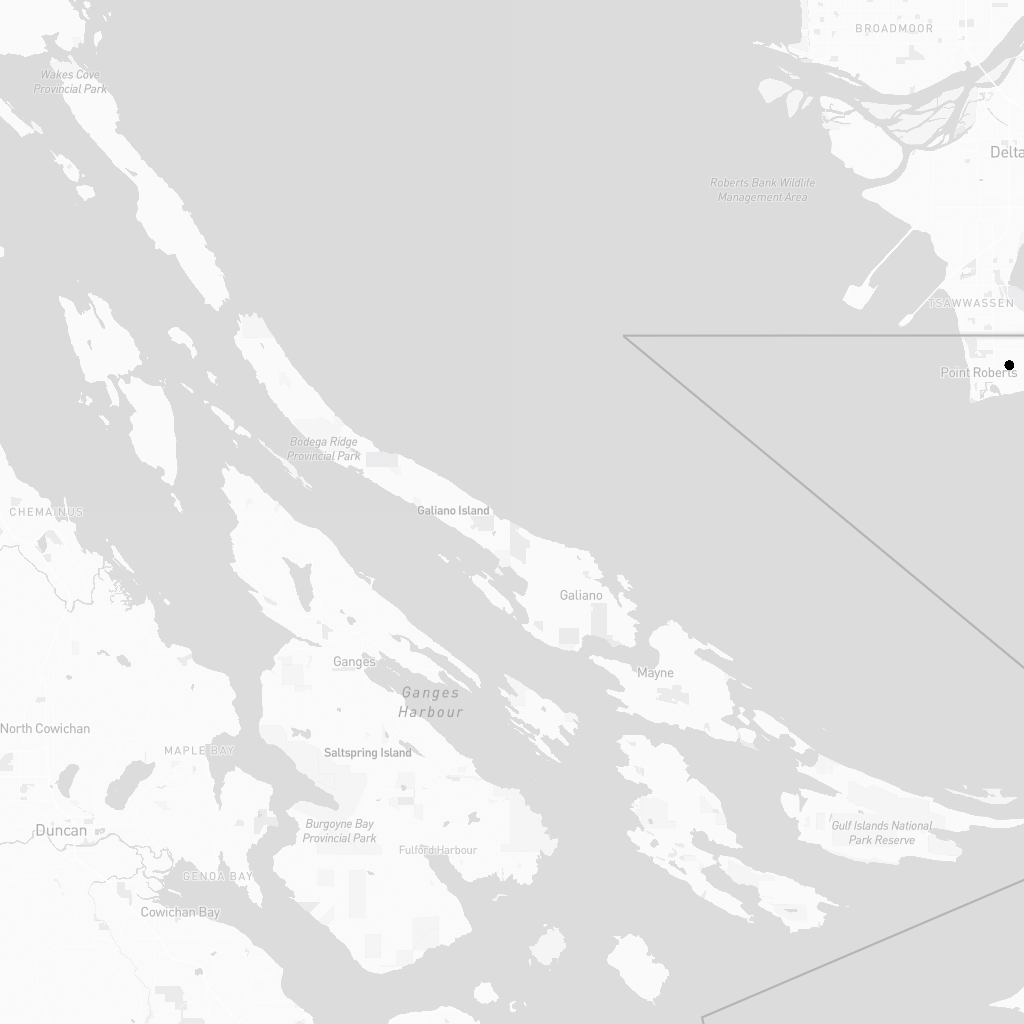 BROADMOOR
Wakes Cove
Provincial Park
Delta
Roberts Bank Wildlife
Management Area
TSAWWASSEN
Point Roberts
Bodega Ridge
Provincial Park
CHEMAINUS
Galiano Island
Galiano
Ganges
Mayne
Ganges
Harbour
North Cowichan
MAPLE BAY
Saltspring Island
Duncan
Burgoyne Bay
Provincial Park
Gulf Islands National
Park Reserve
Fulford Harbour
GENOA BAY
Cowichan Bay